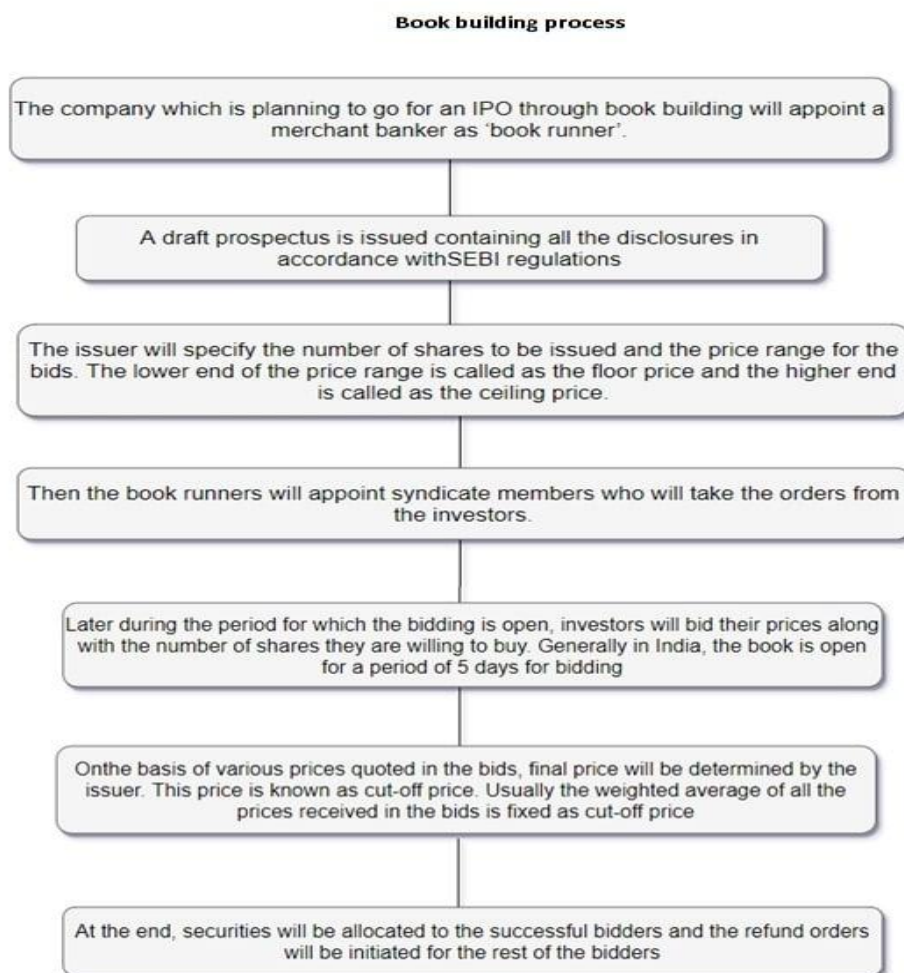 Book building process
The company which is planning to go for an IPO through book building will appoint a
merchant banker as ‘book runner’.
A draft prospectus is issued containing all the disclosures in
accordance withSEBI regulations
The issuer will specify the number of shares to be issued and the price range for the
bids. The lower end of the price range is called as the floor price and the higher end
is called as the ceiling price.
Then the book runners will appoint syndicate members who will take the orders from
the investors.
Later during the period for which the bidding is open, investors will bid their prices along
with the number of shares they are willing to buy. Generally in India, the book is open
for a period of 5 days for bidding
Onthe basis of various prices quoted in the bids, final price will be determined by the
issuer. This price is known as cut-off price. Usually the weighted average of all the
prices received in the bids is fixed as cut-off price
At the end, securities will be allocated to the successful bidders and the refund orders
will be initiated for the rest of the bidders